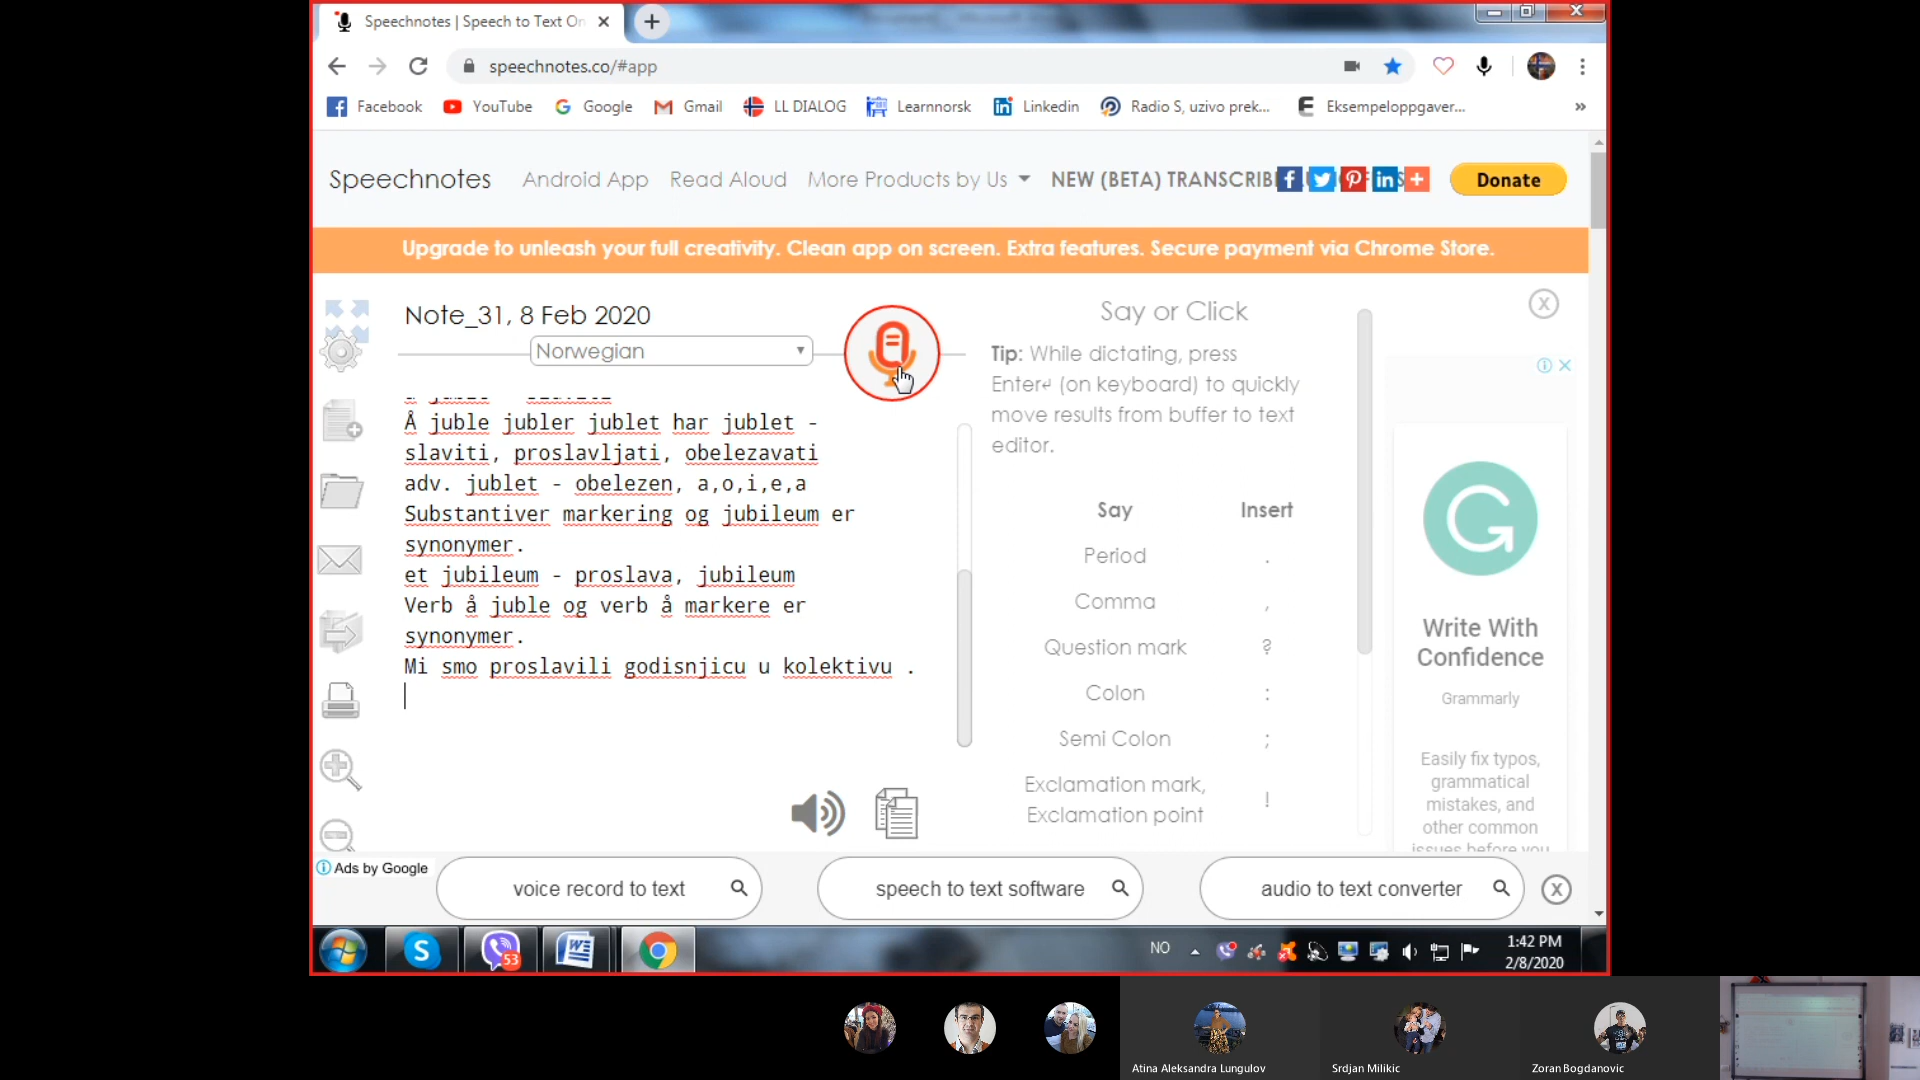 Speechnotes | Speech to Text On
speechnotes.co/#app
Facebook YouTube Google Gmail LL DIALOG Learnnorsk Linkedin Radio S, uzivo prek... Eksempeloppgaver... »
Speechnotes Android App Read Aloud More Products by Us NEW (BETA) TRANSCRIB Donate
Upgrade to unleash your full creativity. Clean app on screen. Extra features. Secure payment via Chrome Store.
Note_31, 8 Feb 2020
Norwegian
Å juble jubler jublet har jublet -
slaviti, proslavljati, obelezavati
adv. jublet - obelezen, a,o,i,e,a
Substantiver markering og jubileum er
synonymer.
et jubileum - proslava, jubileum
Verb å juble og verb å markere er
synonymer.
Mi smo proslavili godisnjicu u kolektivu .
Say or Click
Tip: While dictating, press
Enter↵ (on keyboard) to quickly
move results from buffer to text
editor.
Say Insert
Period .
Comma ,
Question mark ?
Colon :
Semi Colon ;
Exclamation mark,
Exclamation point !
Write With
Confidence
Grammarly
Easily fix typos,
grammatical
mistakes, and
other common
issues before you
Ads by Google
voice record to text
speech to text software
audio to text converter
53
NO
1:42 PM
2/8/2020
Atina Aleksandra Lungulov
Srdjan Milikic
Zoran Bogdanovic